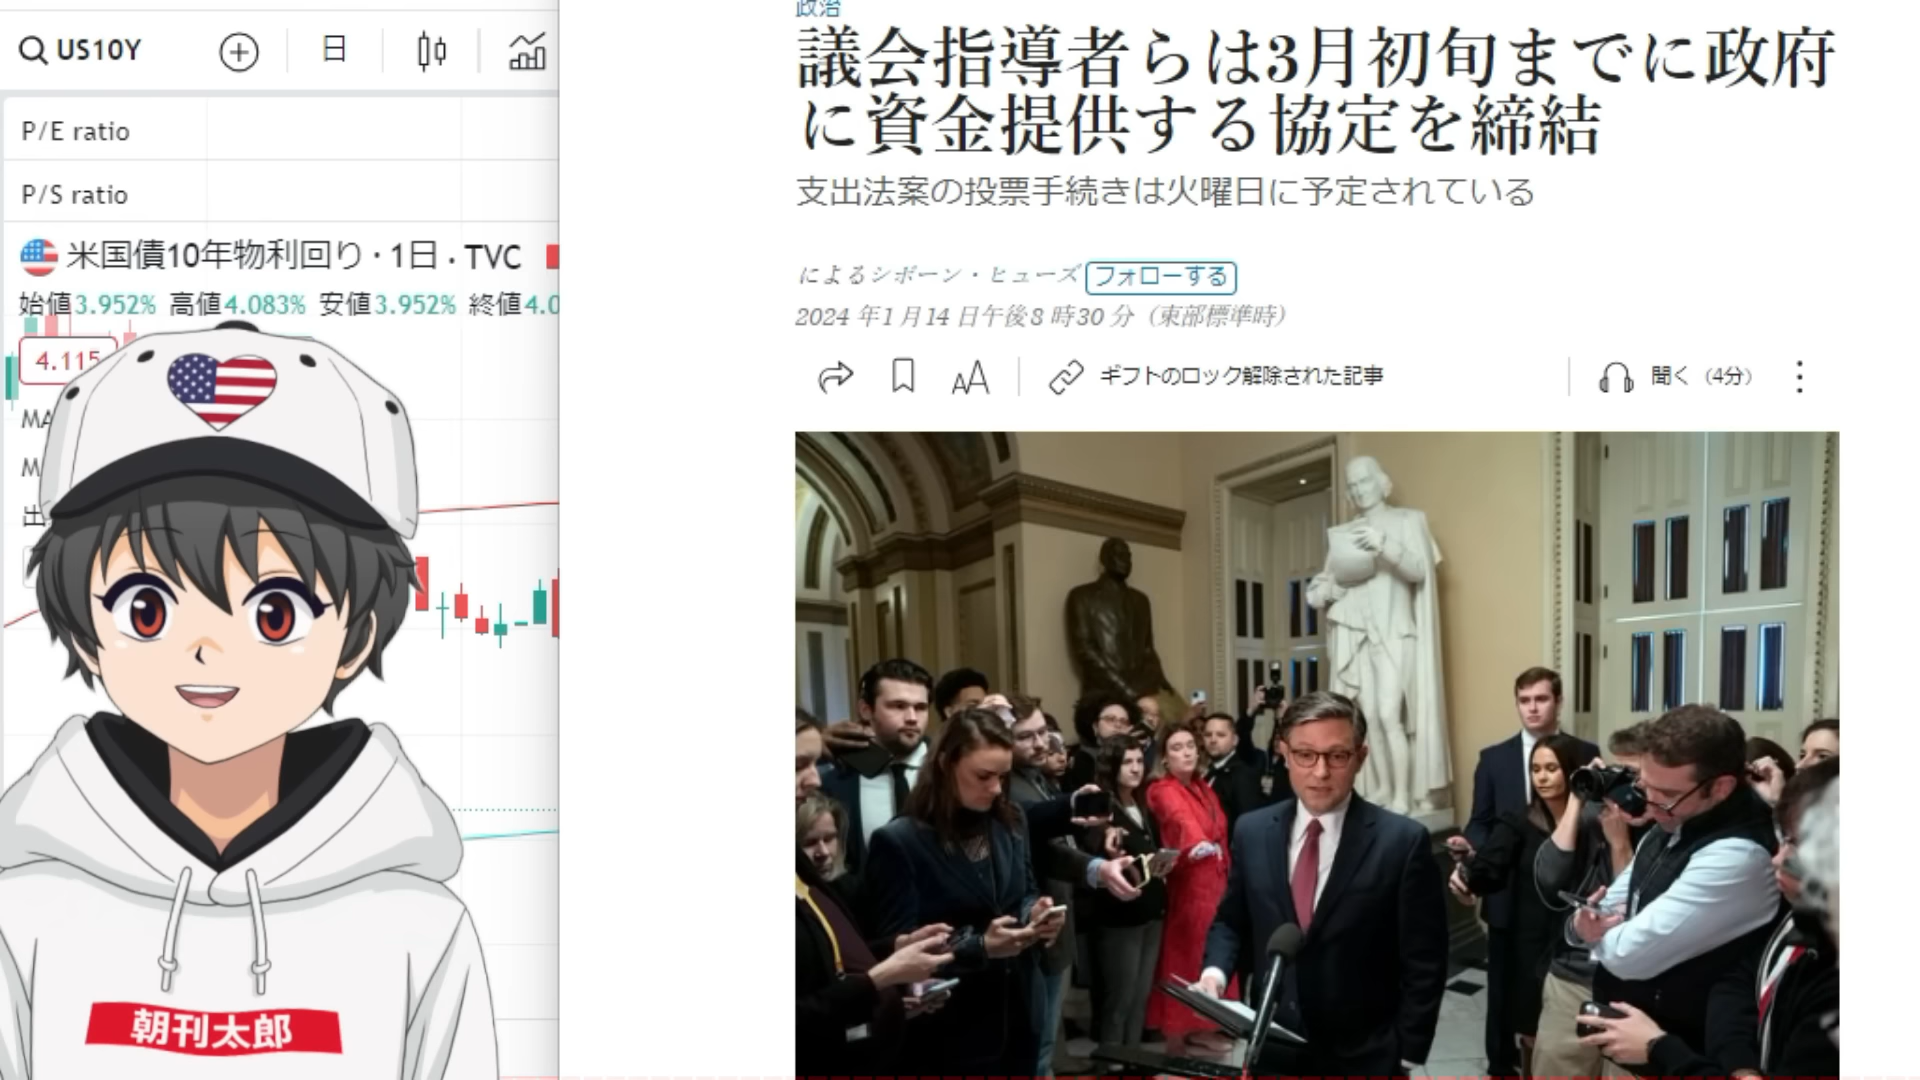 US10Y
日
P/E ratio
P/S ratio
米国債10年物利回り · 1日 · TVC
始値3.952% 高値4.083% 安値3.952% 終値4.0
4.115
MA
M
出
朝刊太郎
政治
議会指導者らは3月初旬までに政府
に資金提供する協定を締結
支出法案の投票手続きは火曜日に予定されている
によるシボーン・ヒューズ フォローする
2024 年1 月14 日午後8 時30 分（東部標準時）
AA
ギフトのロック解除された記事
聞く（4分）